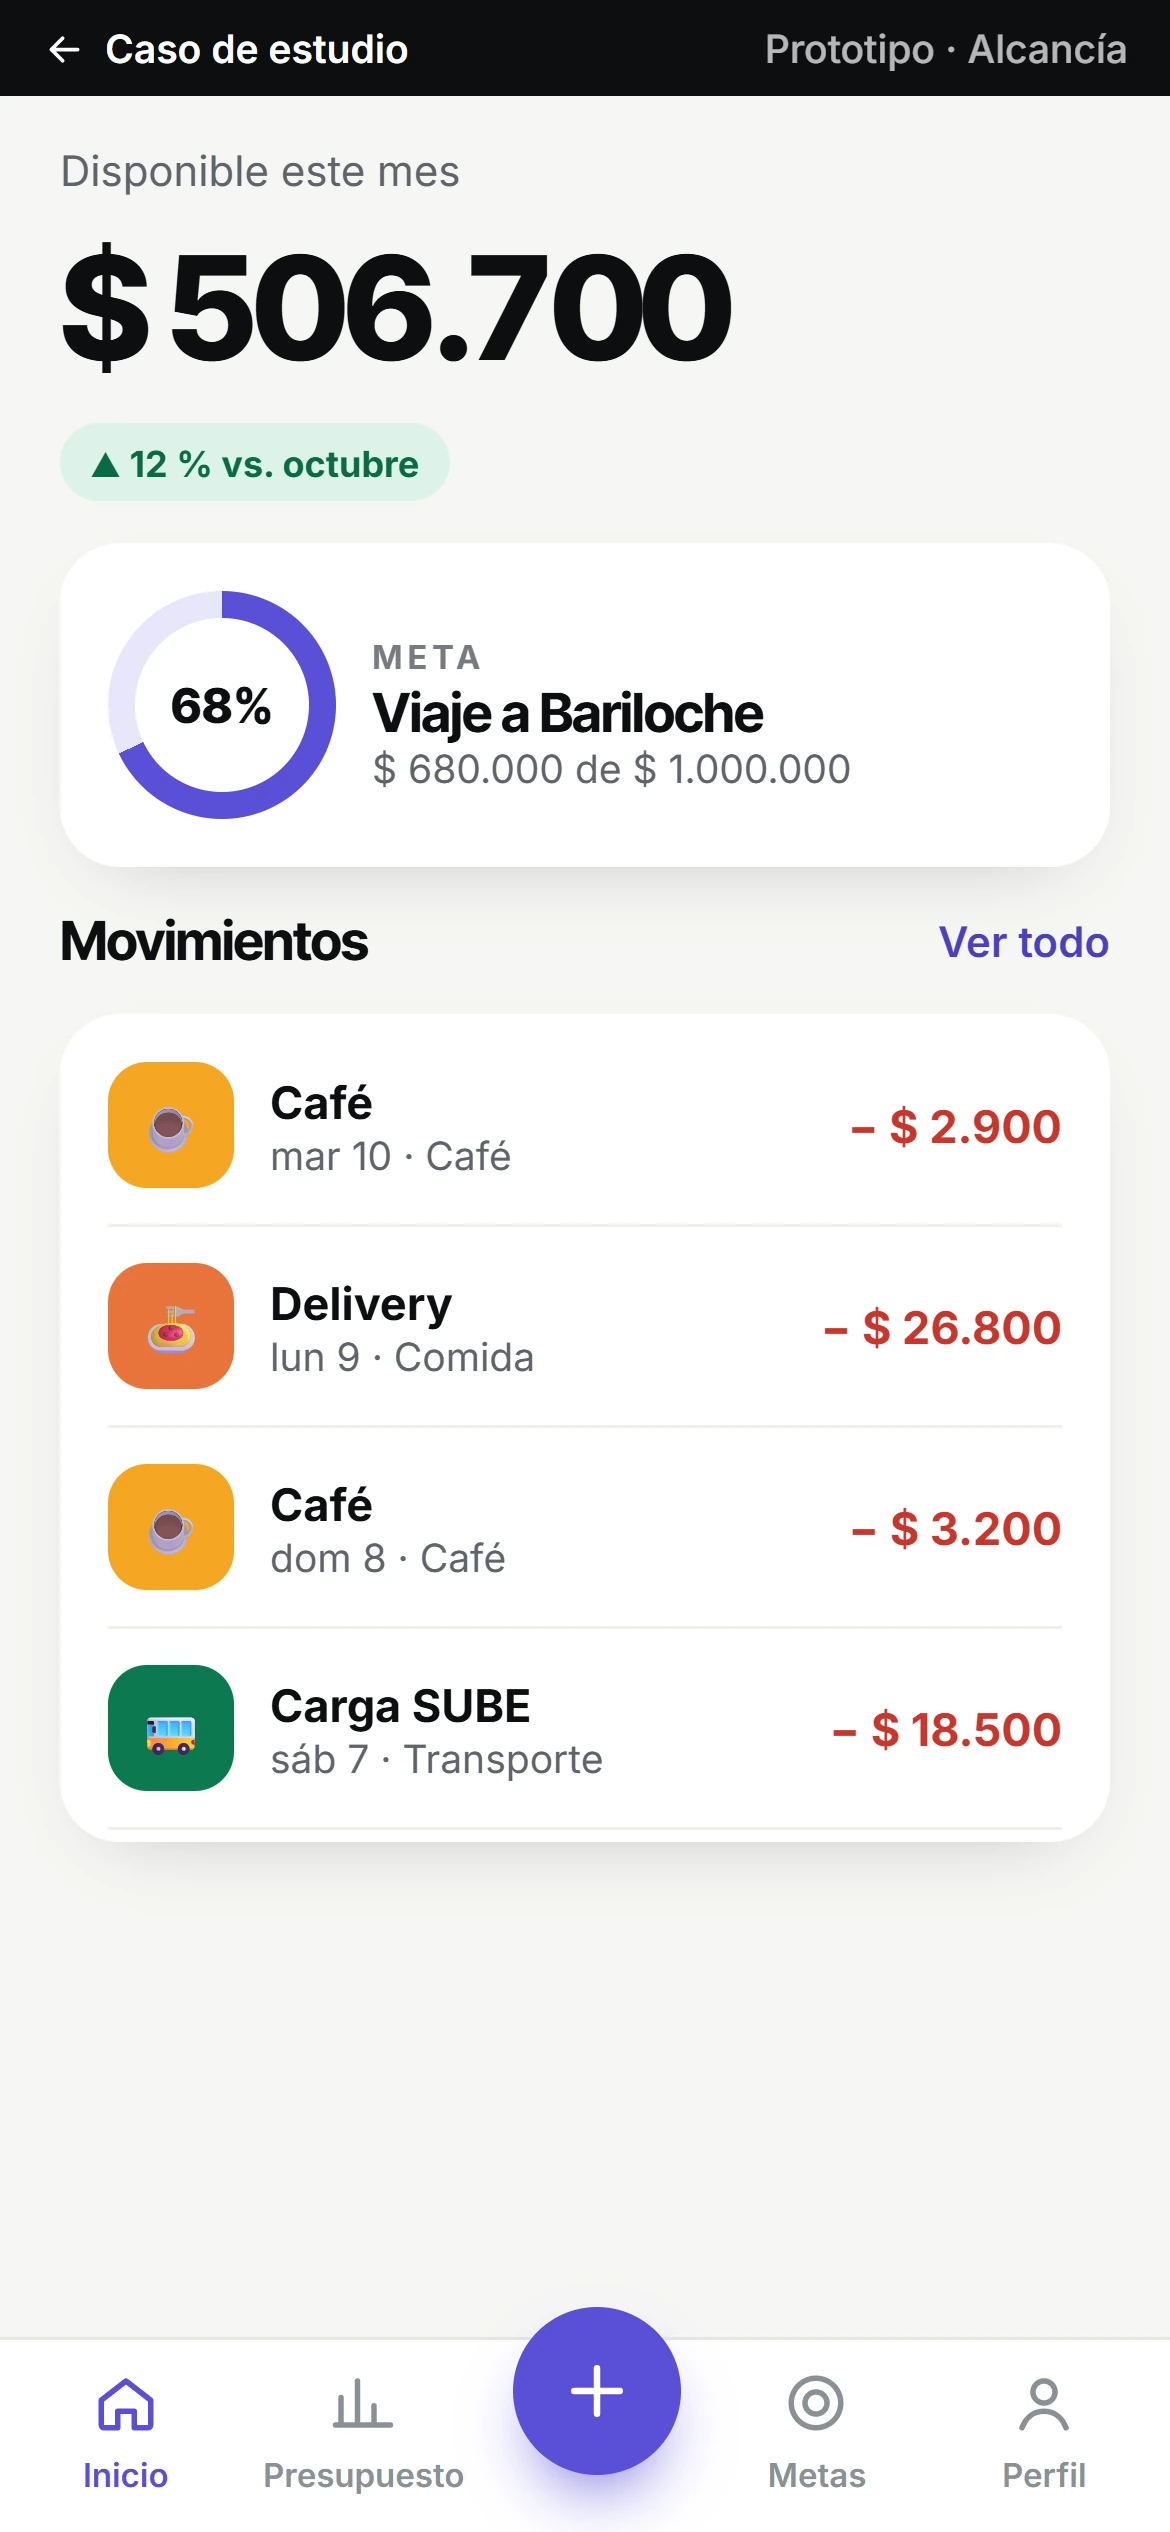 ← Caso de estudio
Prototipo · Alcancía
Disponible este mes
$ 506.700
▲ 12 % vs. octubre
68%
META
Viaje a Bariloche
$ 680.000 de $ 1.000.000
Movimientos
Ver todo
Café
mar 10 · Café
– $ 2.900
Delivery
lun 9 · Comida
– $ 26.800
Café
dom 8 · Café
– $ 3.200
Carga SUBE
sáb 7 · Transporte
– $ 18.500
Inicio
Presupuesto
+
Metas
Perfil